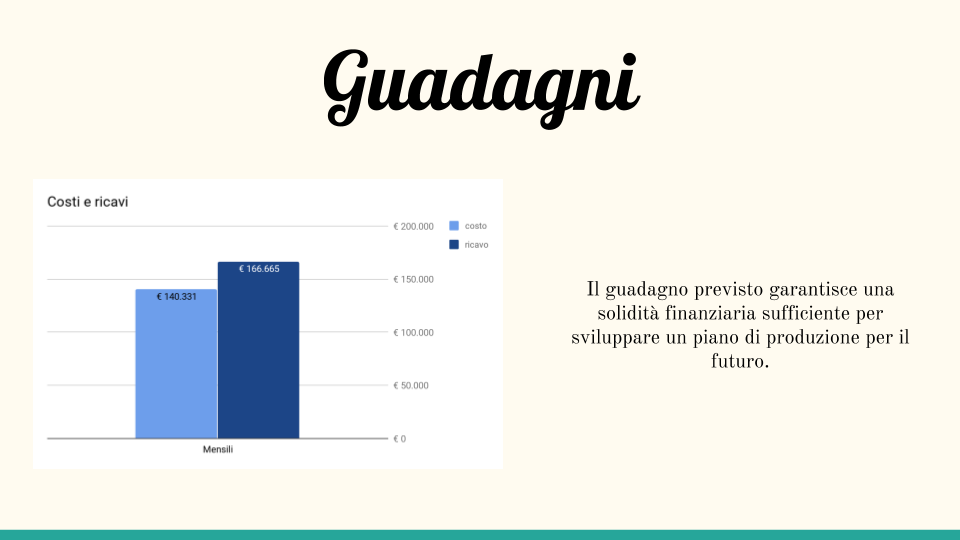 Guadagni
Costi e ricavi
€ 200.000
costo
ricavo
€ 166.665
€ 150.000
€ 140.331
€ 100.000
€ 50.000
€ 0
Mensili
Il guadagno previsto garantisce una
solidità finanziaria sufficiente per
sviluppare un piano di produzione per il
futuro.